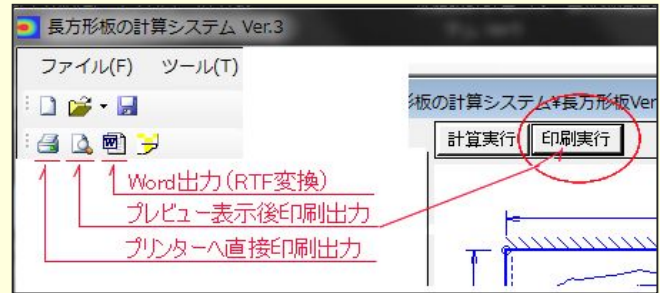 長方形板の計算システム Ver.3
ファイル(F) ツール(T)
板の計算システム¥長方形板Ver
計算実行 印刷実行
Word出力(RTF変換)
プレビュー表示後印刷出力
プリンターへ直接印刷出力